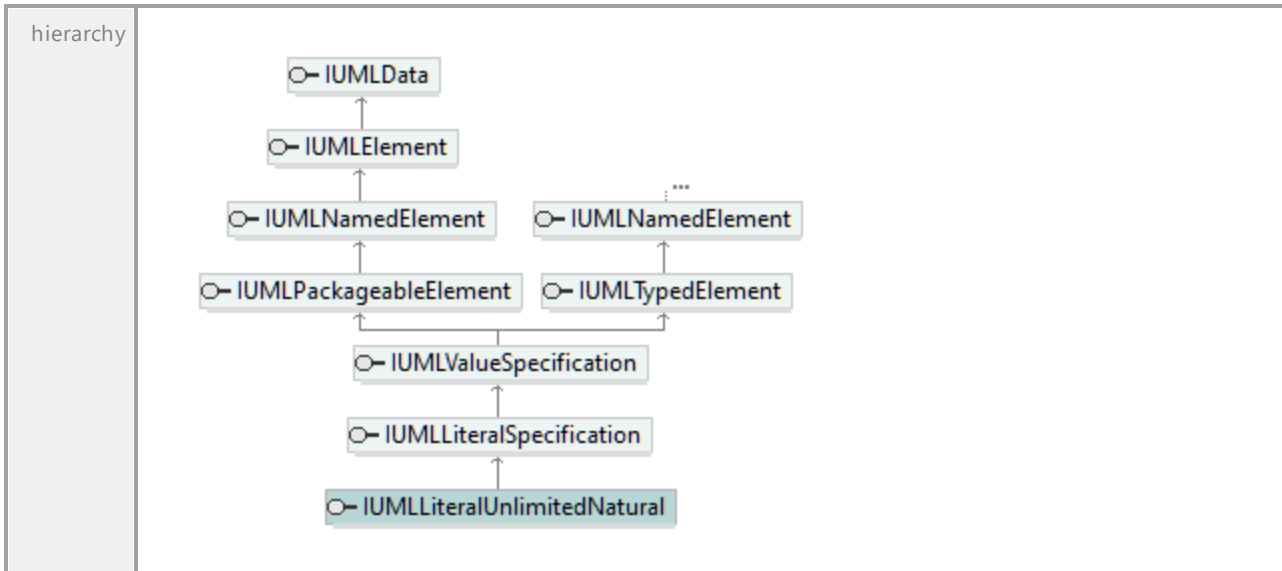 hierarchy
IUMLData
IUMLElement
...
IUMLNamedElement IUMLNamedElement
IUMLPackageableElement IUMLTypedElement
IUMLValueSpecification
IUMLLiteralSpecification
IUMLLiteralUnlimitedNatural